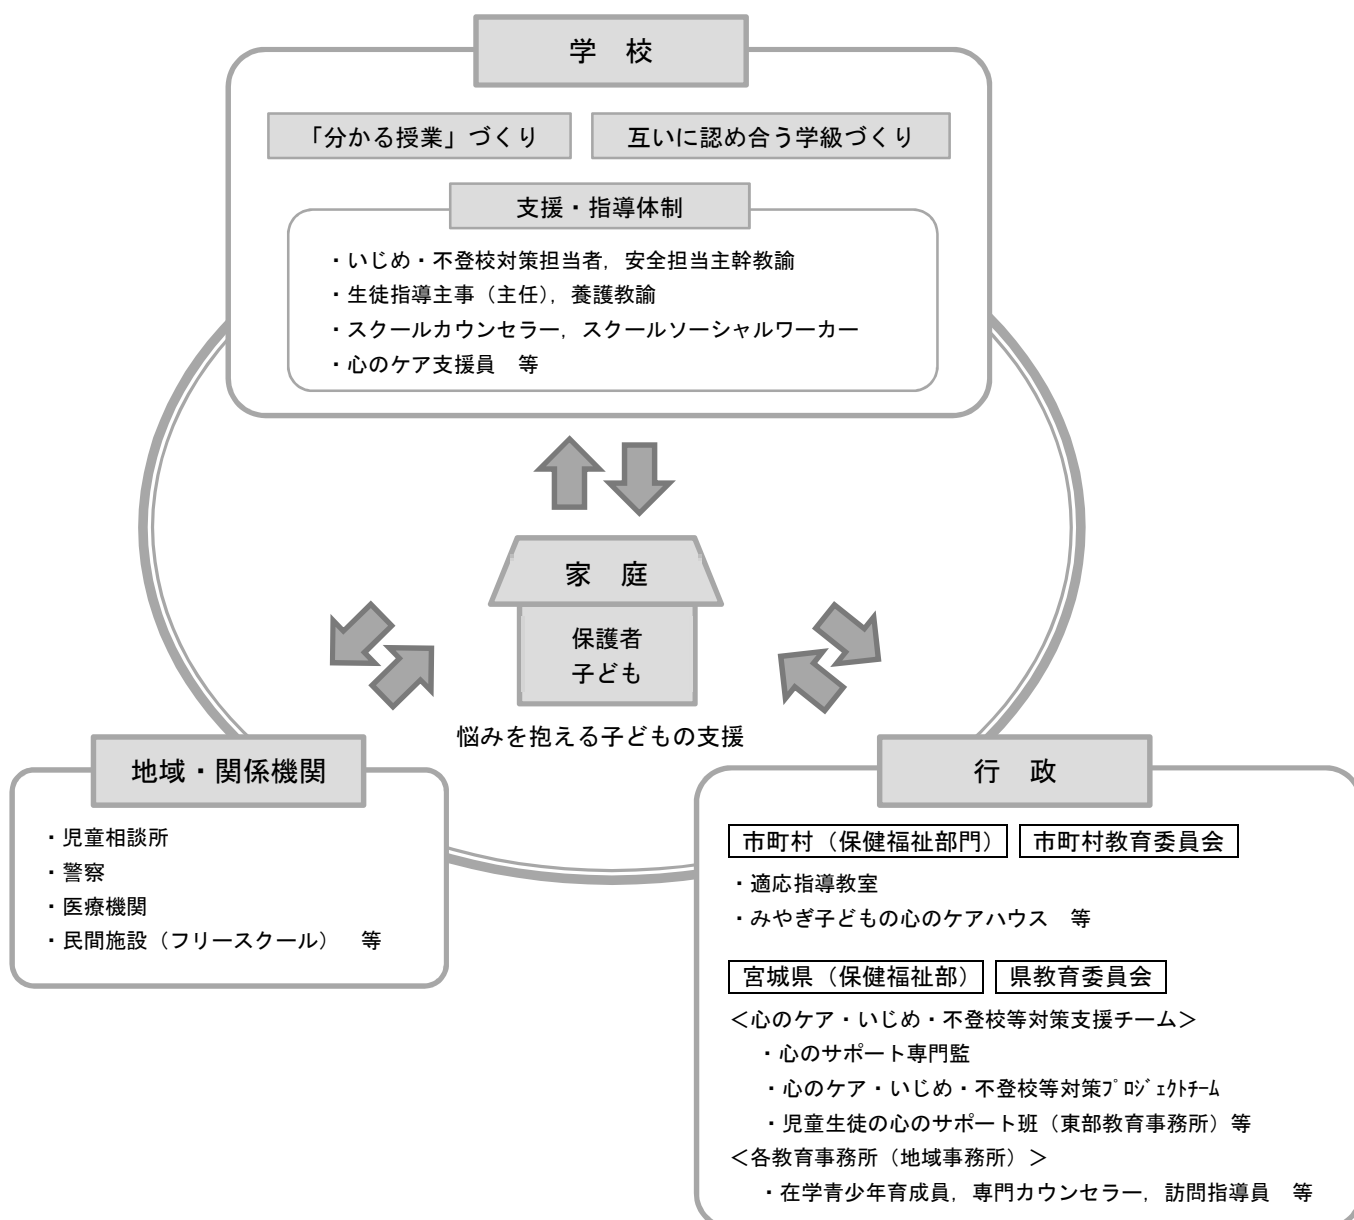 学　校
「分かる授業」づくり
互いに認め合う学級づくり
支援・指導体制
・いじめ・不登校対策担当者，安全担当主幹教諭
・生徒指導主事（主任），養護教諭
・スクールカウンセラー，スクールソーシャルワーカー
・心のケア支援員　等
家　庭
保護者
子ども
悩みを抱える子どもの支援
地域・関係機関
・児童相談所
・警察
・医療機関
・民間施設（フリースクール）　等
行　政
市町村（保健福祉部門）
市町村教育委員会
・適応指導教室
・みやぎ子どもの心のケアハウス　等
宮城県（保健福祉部）
県教育委員会
＜心のケア・いじめ・不登校等対策支援チーム＞
・心のサポート専門監
・心のケア・いじめ・不登校等対策ﾌﾟﾛｼﾞｪｸﾄﾁｰﾑ
・児童生徒の心のサポート班（東部教育事務所）等
＜各教育事務所（地域事務所）＞
・在学青少年育成員，専門カウンセラー，訪問指導員　等